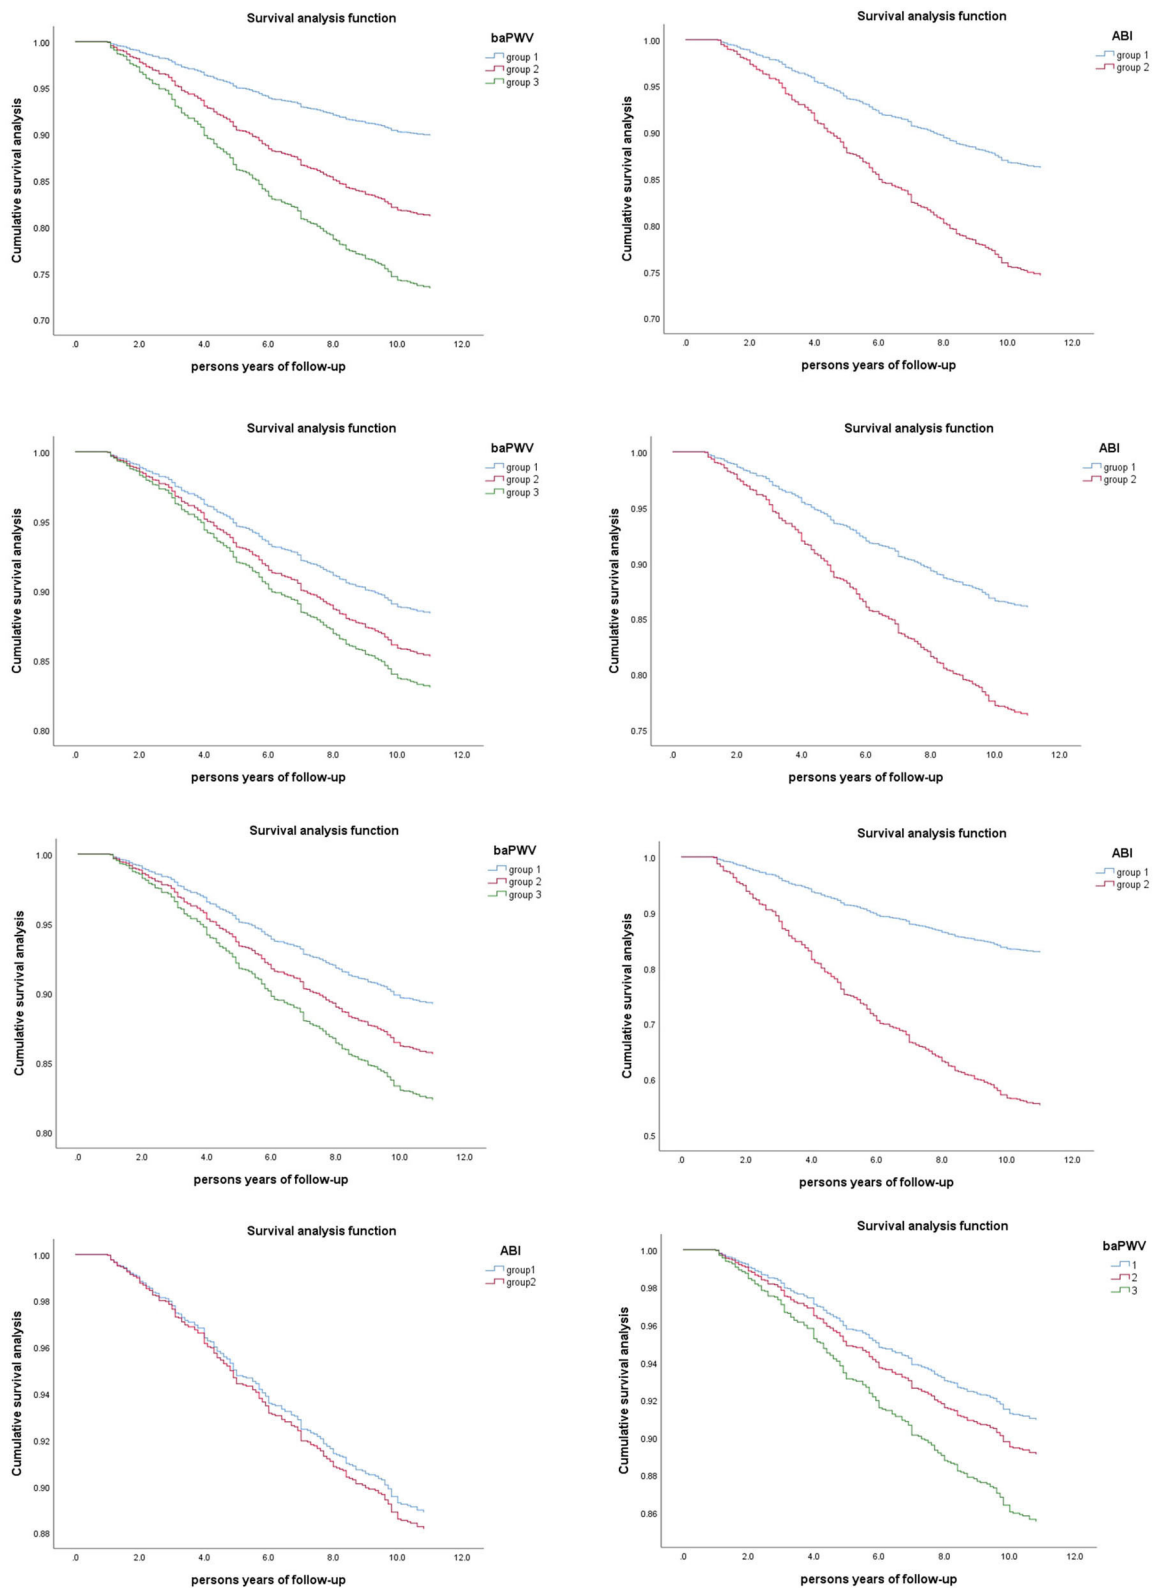 Survival analysis function
baPWV
group 1
group 2
group 3
Cumulative survival analysis
1.00
0.95
0.90
0.85
0.80
0.75
0.70
.0 2.0 4.0 6.0 8.0 10.0 12.0
persons years of follow-up
Survival analysis function
ABI
group 1
group 2
Cumulative survival analysis
1.00
0.95
0.90
0.85
0.80
0.75
0.70
.0 2.0 4.0 6.0 8.0 10.0 12.0
persons years of follow-up
Survival analysis function
baPWV
group 1
group 2
group 3
Cumulative survival analysis
1.00
0.95
0.90
0.85
0.80
.0 2.0 4.0 6.0 8.0 10.0 12.0
persons years of follow-up
Survival analysis function
ABI
group 1
group 2
Cumulative survival analysis
1.00
0.95
0.90
0.85
0.80
0.75
.0 2.0 4.0 6.0 8.0 10.0 12.0
persons years of follow-up
Survival analysis function
baPWV
group 1
group 2
group 3
Cumulative survival analysis
1.00
0.95
0.90
0.85
0.80
.0 2.0 4.0 6.0 8.0 10.0 12.0
persons years of follow-up
Survival analysis function
ABI
group 1
group 2
Cumulative survival analysis
1.0
0.9
0.8
0.7
0.6
0.5
.0 2.0 4.0 6.0 8.0 10.0 12.0
persons years of follow-up
Survival analysis function
ABI
group1
group2
Cumulative survival analysis
1.00
0.98
0.96
0.94
0.92
0.90
0.88
.0 2.0 4.0 6.0 8.0 10.0 12.0
persons years of follow-up
Survival analysis function
baPWV
1
2
3
Cumulative survival analysis
1.00
0.98
0.96
0.94
0.92
0.90
0.88
0.86
.0 2.0 4.0 6.0 8.0 10.0 12.0
persons years of follow-up